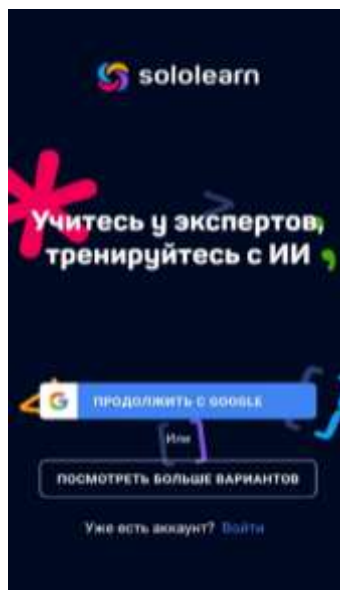 sololearn
Учитесь у экспертов,
тренируйтесь с ИИ
ПРОДОЛЖИТЬ С GOOGLE
Или
ПОСМОТРЕТЬ БОЛЬШЕ ВАРИАНТОВ
Уже есть аккаунт? Войти